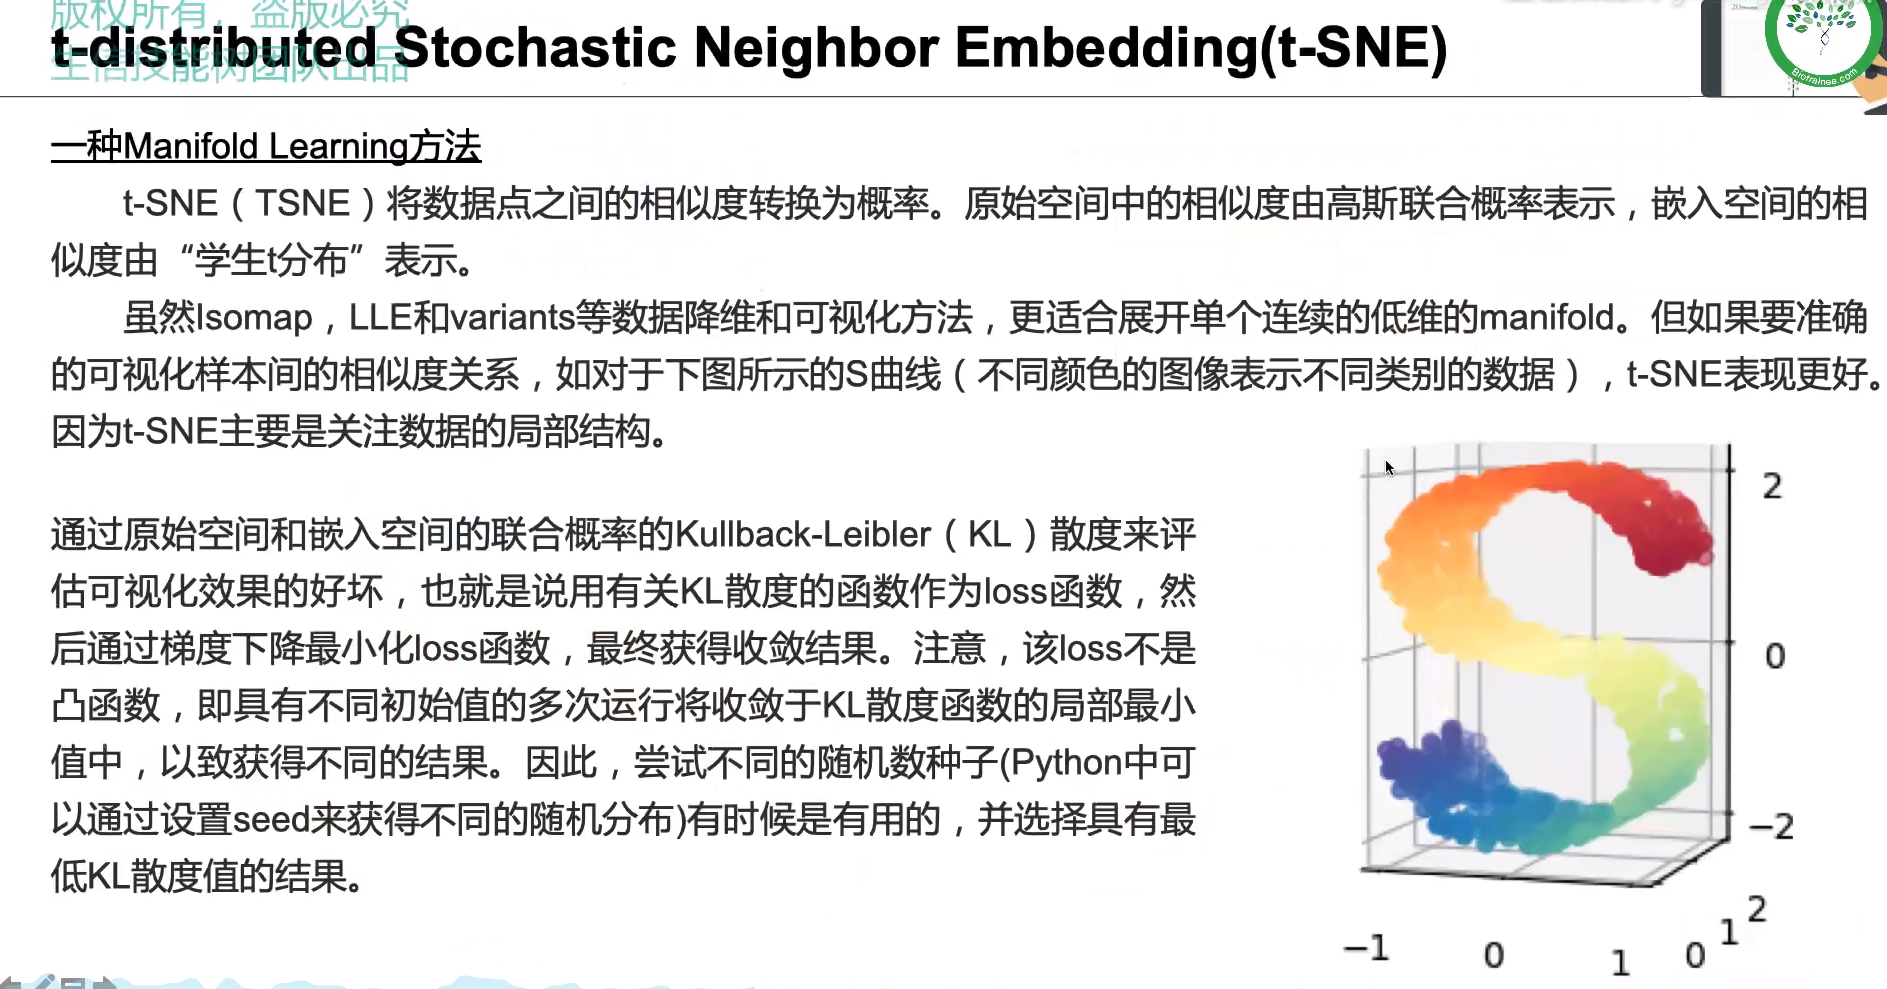 版权所有，盗版必究
生信技能树团队出品
t-distributed Stochastic Neighbor Embedding(t-SNE)
Biotrainee.com
一种Manifold Learning方法
t-SNE（TSNE）将数据点之间的相似度转换为概率。原始空间中的相似度由高斯联合概率表示，嵌入空间的相
似度由“学生t分布”表示。
虽然Isomap，LLE和variants等数据降维和可视化方法，更适合展开单个连续的低维的manifold。但如果要准确
的可视化样本间的相似度关系，如对于下图所示的S曲线（不同颜色的图像表示不同类别的数据），t-SNE表现更好。
因为t-SNE主要是关注数据的局部结构。
通过原始空间和嵌入空间的联合概率的Kullback-Leibler（KL）散度来评
估可视化效果的好坏，也就是说用有关KL散度的函数作为loss函数，然
后通过梯度下降最小化loss函数，最终获得收敛结果。注意，该loss不是
凸函数，即具有不同初始值的多次运行将收敛于KL散度函数的局部最小
值中，以致获得不同的结果。因此，尝试不同的随机数种子(Python中可
以通过设置seed来获得不同的随机分布)有时候是有用的，并选择具有最
低KL散度值的结果。
2
0
−2
−1 0 1 0 1 2